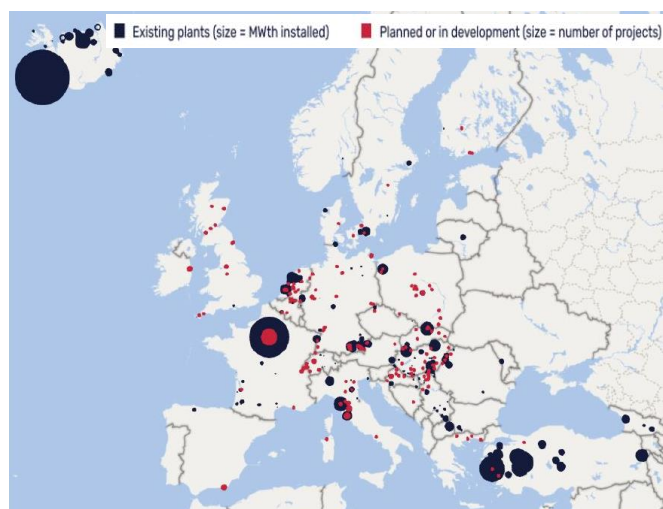 Existing plants (size = MWth installed) Planned or in development (size = number of projects)